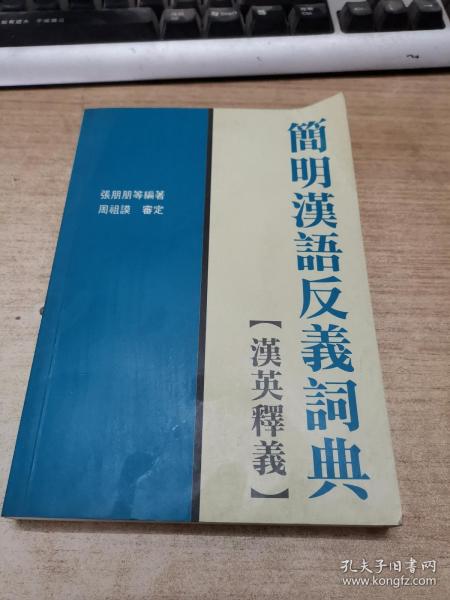 簡明漢語反義詞典
【漢英釋義】
張朋朋等編著
周祖謨 審定
孔夫子旧书网
www.kongfz.com